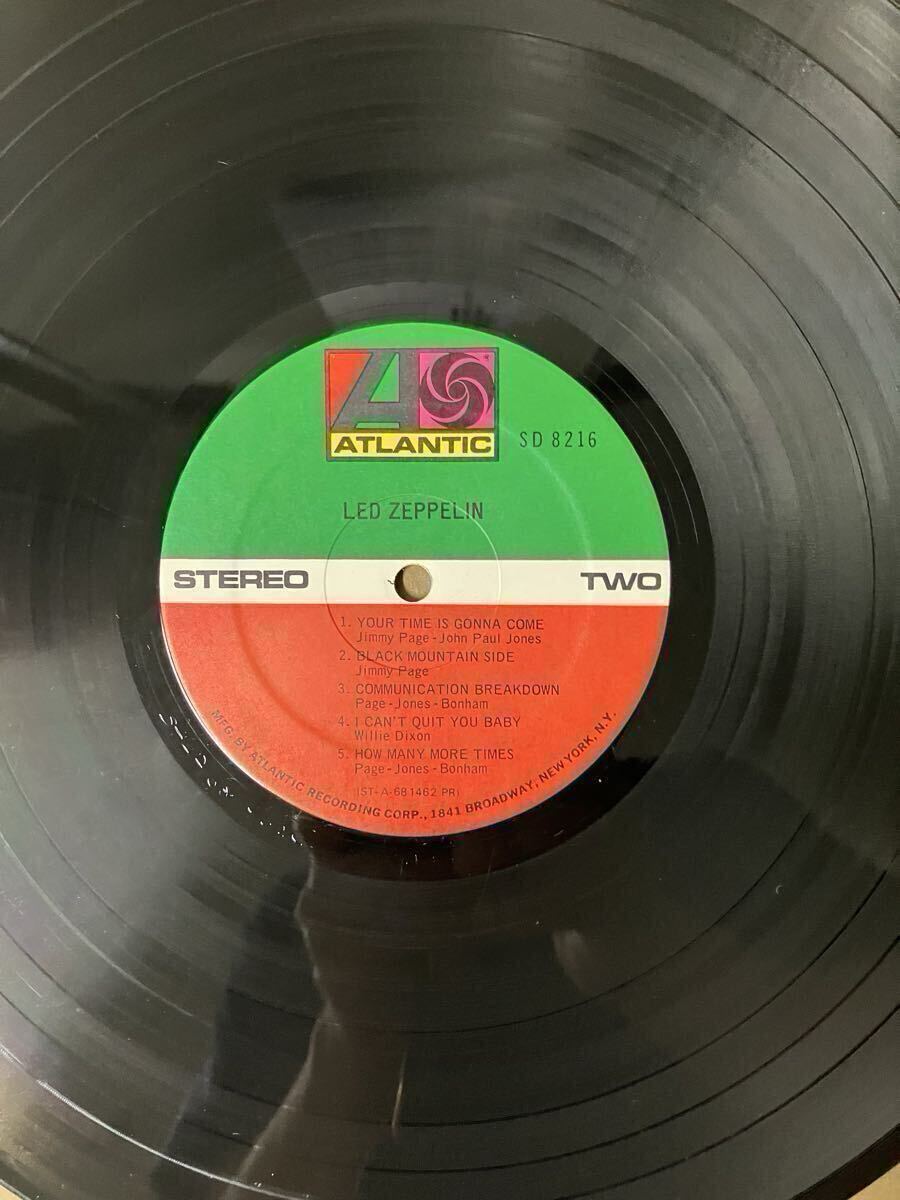 ATLANTIC
SD 8216
LED ZEPPELIN
STEREO
TWO
1. YOUR TIME IS GONNA COME
Jimmy Page - John Paul Jones
2. BLACK MOUNTAIN SIDE
Jimmy Page
3. COMMUNICATION BREAKDOWN
Page - Jones - Bonham
4. I CAN'T QUIT YOU BABY
Willie Dixon
5. HOW MANY MORE TIMES
Page - Jones - Bonham
(ST-A-681462 PR)
MFG. BY ATLANTIC RECORDING CORP., 1841 BROADWAY, NEW YORK, N.Y.